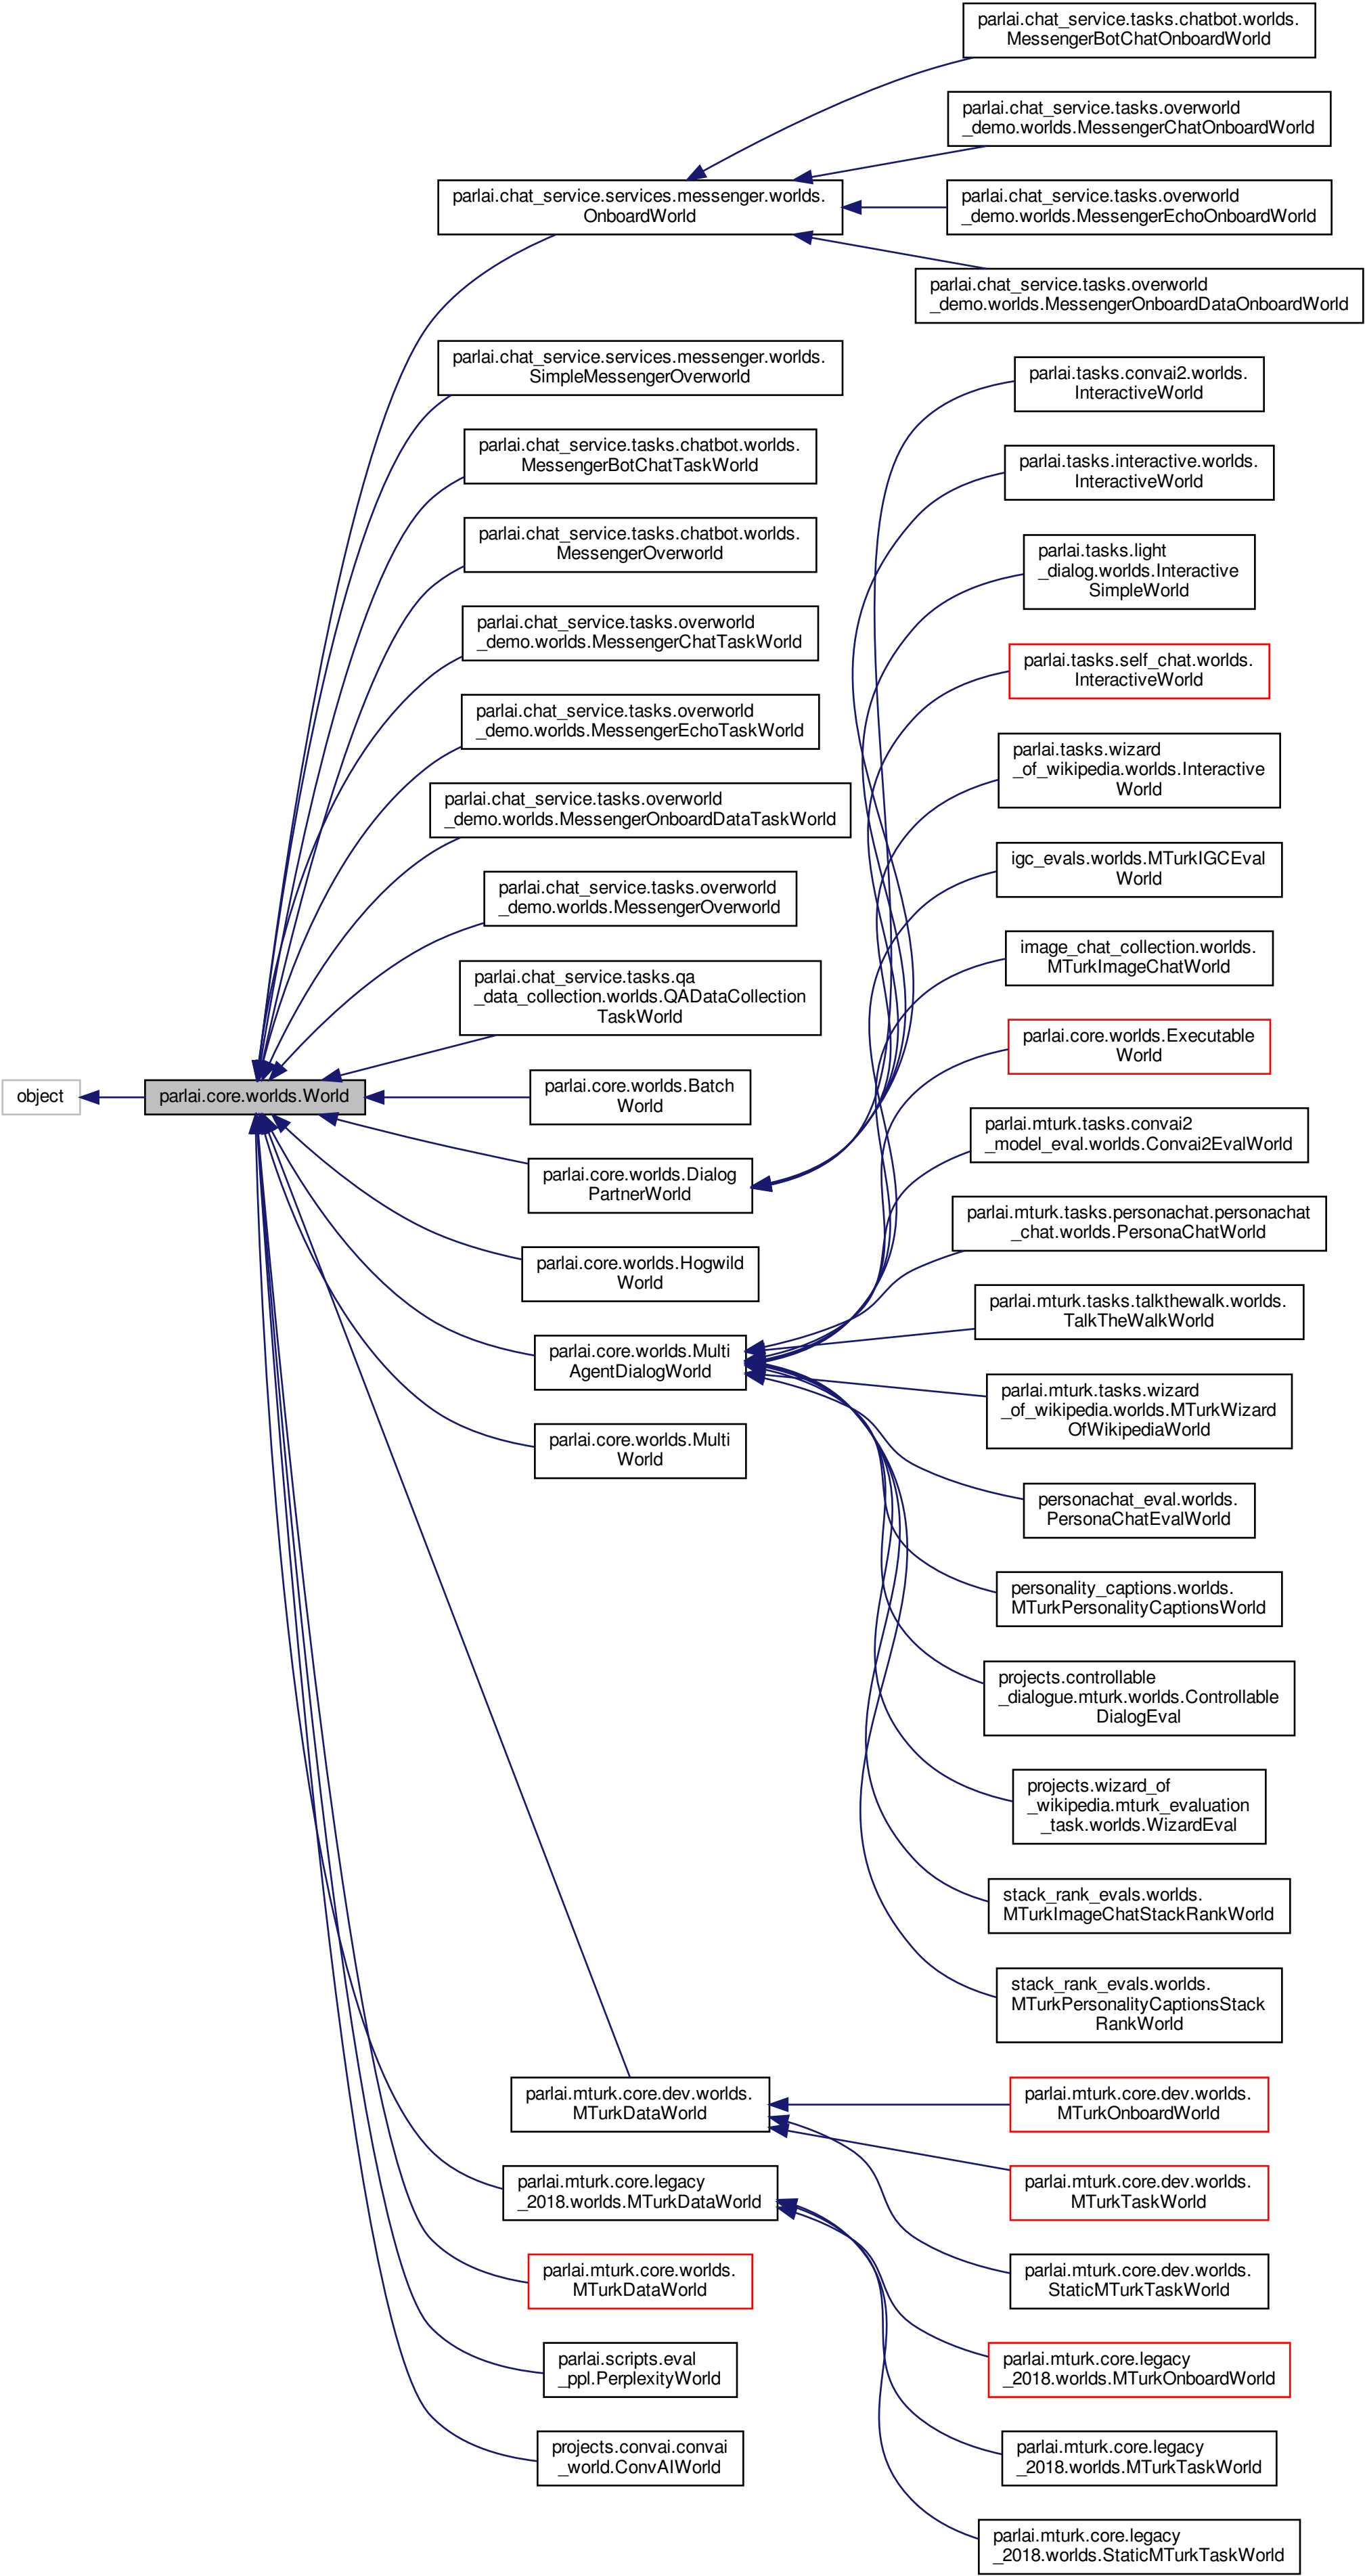 object
parlai.core.worlds.World
parlai.chat_service.services.messenger.worlds.
OnboardWorld
parlai.chat_service.services.messenger.worlds.
SimpleMessengerOverworld
parlai.chat_service.tasks.chatbot.worlds.
MessengerBotChatTaskWorld
parlai.chat_service.tasks.chatbot.worlds.
MessengerOverworld
parlai.chat_service.tasks.overworld
_demo.worlds.MessengerChatTaskWorld
parlai.chat_service.tasks.overworld
_demo.worlds.MessengerEchoTaskWorld
parlai.chat_service.tasks.overworld
_demo.worlds.MessengerOnboardDataTaskWorld
parlai.chat_service.tasks.overworld
_demo.worlds.MessengerOverworld
parlai.chat_service.tasks.qa
_data_collection.worlds.QADataCollection
TaskWorld
parlai.core.worlds.Batch
World
parlai.core.worlds.Dialog
PartnerWorld
parlai.core.worlds.Hogwild
World
parlai.core.worlds.Multi
AgentDialogWorld
parlai.core.worlds.Multi
World
parlai.mturk.core.dev.worlds.
MTurkDataWorld
parlai.mturk.core.legacy
_2018.worlds.MTurkDataWorld
parlai.mturk.core.worlds.
MTurkDataWorld
parlai.scripts.eval
_ppl.PerplexityWorld
projects.convai.convai
_world.ConvAIWorld
parlai.chat_service.tasks.chatbot.worlds.
MessengerBotChatOnboardWorld
parlai.chat_service.tasks.overworld
_demo.worlds.MessengerChatOnboardWorld
parlai.chat_service.tasks.overworld
_demo.worlds.MessengerEchoOnboardWorld
parlai.chat_service.tasks.overworld
_demo.worlds.MessengerOnboardDataOnboardWorld
parlai.tasks.convai2.worlds.
InteractiveWorld
parlai.tasks.interactive.worlds.
InteractiveWorld
parlai.tasks.light
_dialog.worlds.Interactive
SimpleWorld
parlai.tasks.self_chat.worlds.
InteractiveWorld
parlai.tasks.wizard
_of_wikipedia.worlds.Interactive
World
igc_evals.worlds.MTurkIGCEval
World
image_chat_collection.worlds.
MTurkImageChatWorld
parlai.core.worlds.Executable
World
parlai.mturk.tasks.convai2
_model_eval.worlds.Convai2EvalWorld
parlai.mturk.tasks.personachat.personachat
_chat.worlds.PersonaChatWorld
parlai.mturk.tasks.talkthewalk.worlds.
TalkTheWalkWorld
parlai.mturk.tasks.wizard
_of_wikipedia.worlds.MTurkWizard
OfWikipediaWorld
personachat_eval.worlds.
PersonaChatEvalWorld
personality_captions.worlds.
MTurkPersonalityCaptionsWorld
projects.controllable
_dialogue.mturk.worlds.Controllable
DialogEval
projects.wizard_of
_wikipedia.mturk_evaluation
_task.worlds.WizardEval
stack_rank_evals.worlds.
MTurkImageChatStackRankWorld
stack_rank_evals.worlds.
MTurkPersonalityCaptionsStack
RankWorld
parlai.mturk.core.dev.worlds.
MTurkOnboardWorld
parlai.mturk.core.dev.worlds.
MTurkTaskWorld
parlai.mturk.core.dev.worlds.
StaticMTurkTaskWorld
parlai.mturk.core.legacy
_2018.worlds.MTurkOnboardWorld
parlai.mturk.core.legacy
_2018.worlds.MTurkTaskWorld
parlai.mturk.core.legacy
_2018.worlds.StaticMTurkTaskWorld